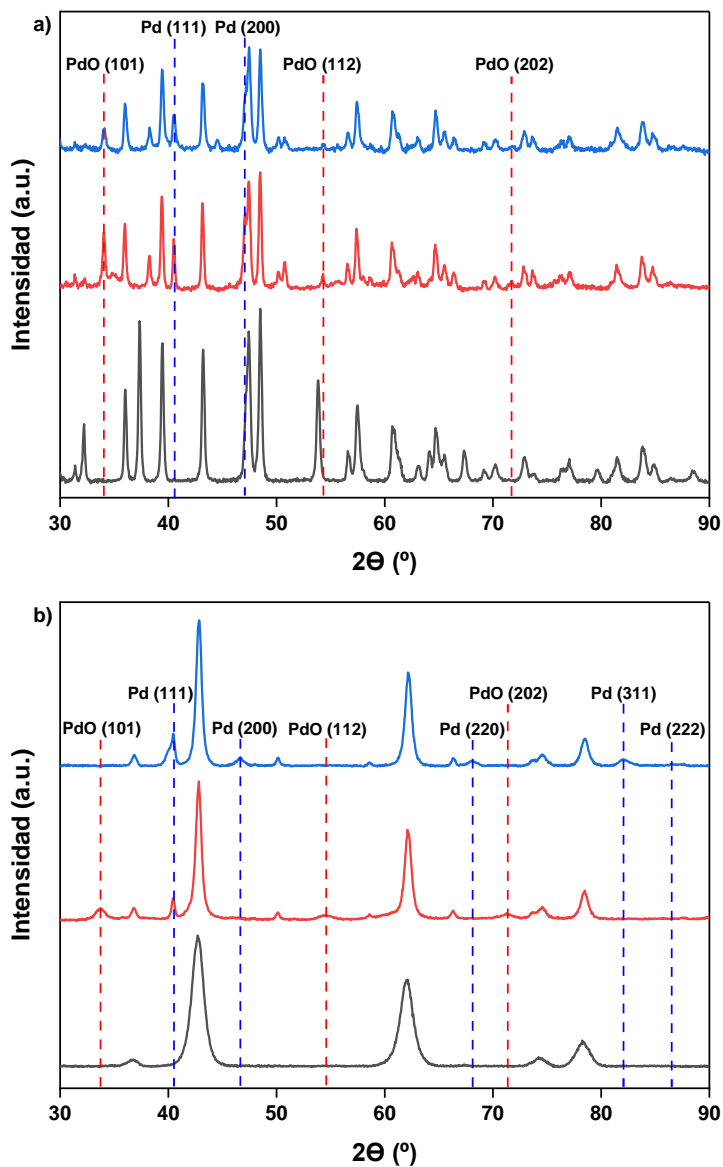 a)
Pd (111) Pd (200)
PdO (101) PdO (112) PdO (202)
Intensidad (a.u.)
30 40 50 60 70 80 90
2Θ (º)
b)
Pd (111) PdO (202) Pd (311)
PdO (101) Pd (200) PdO (112) Pd (220) Pd (222)
Intensidad (a.u.)
30 40 50 60 70 80 90
2Θ (º)